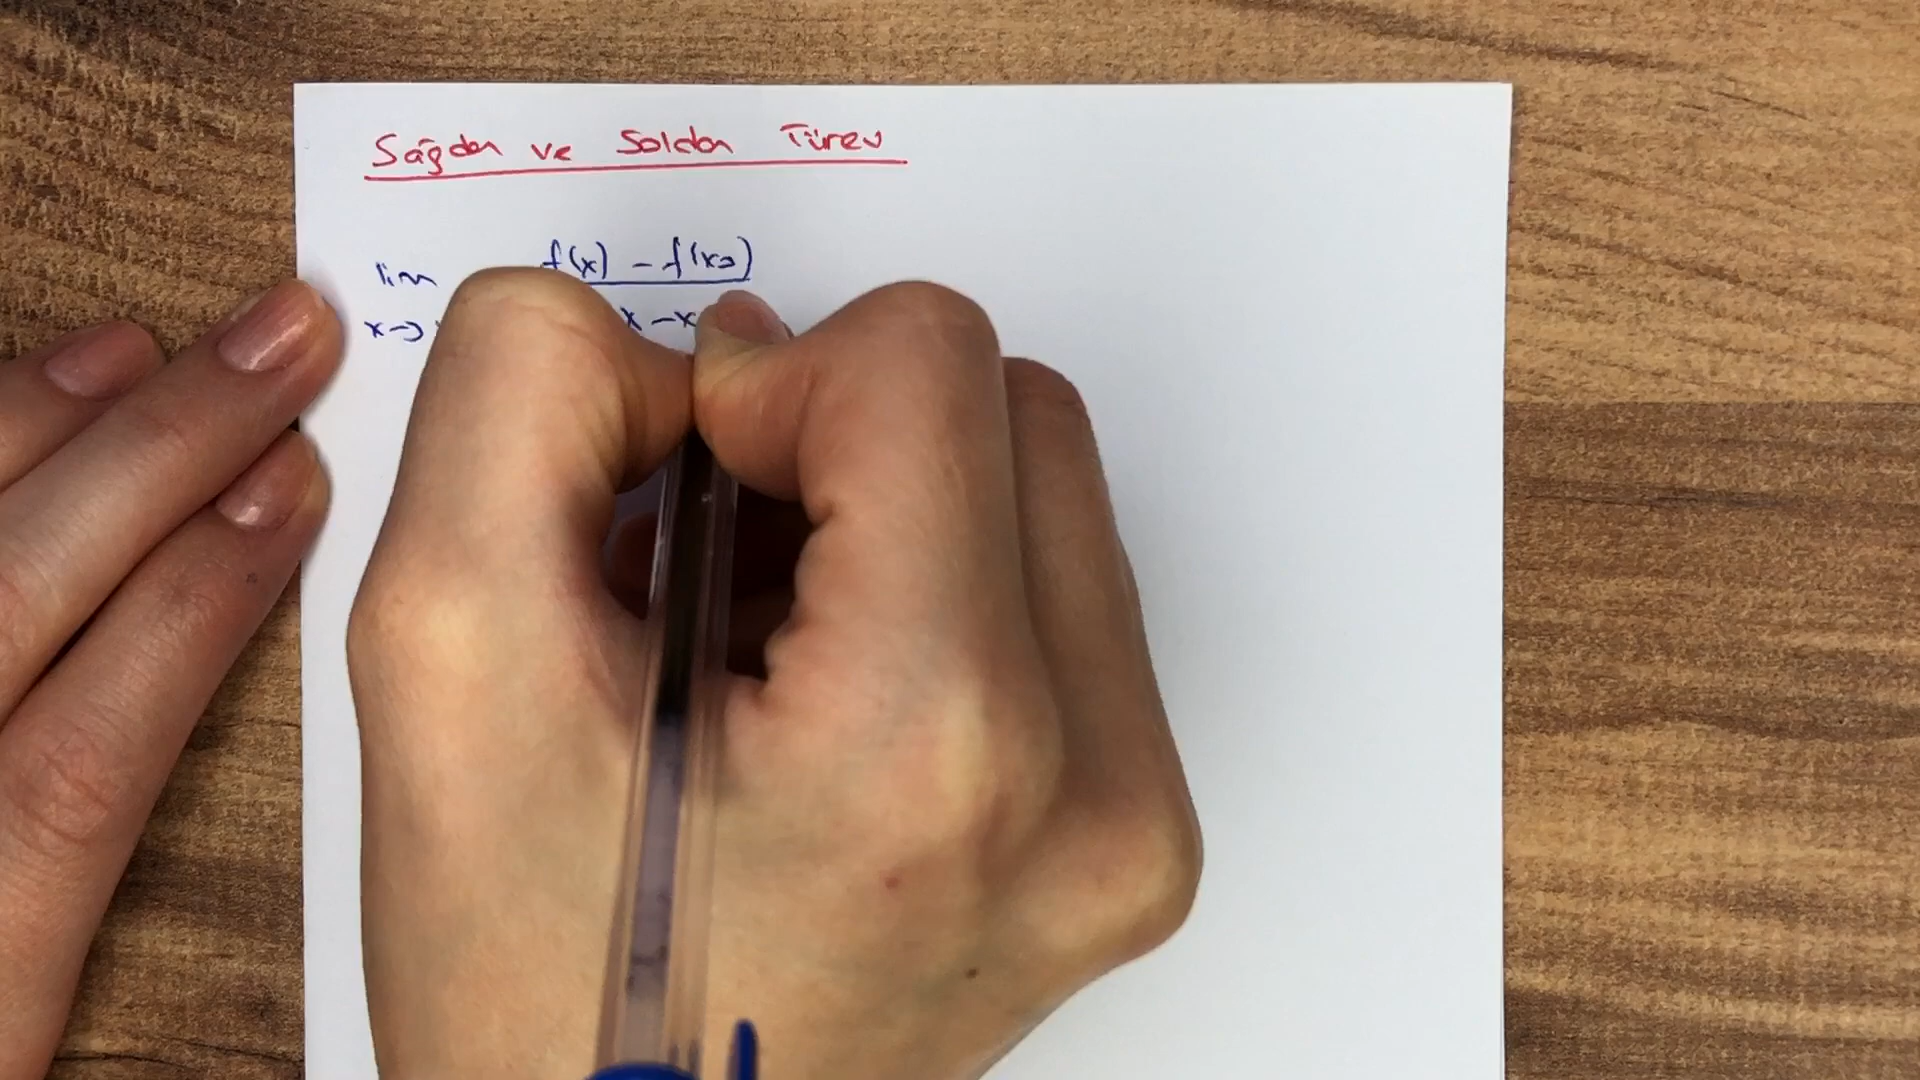 Sağdan ve Soldan Türev
lim f(x) - f(x₀)
x→ x-x